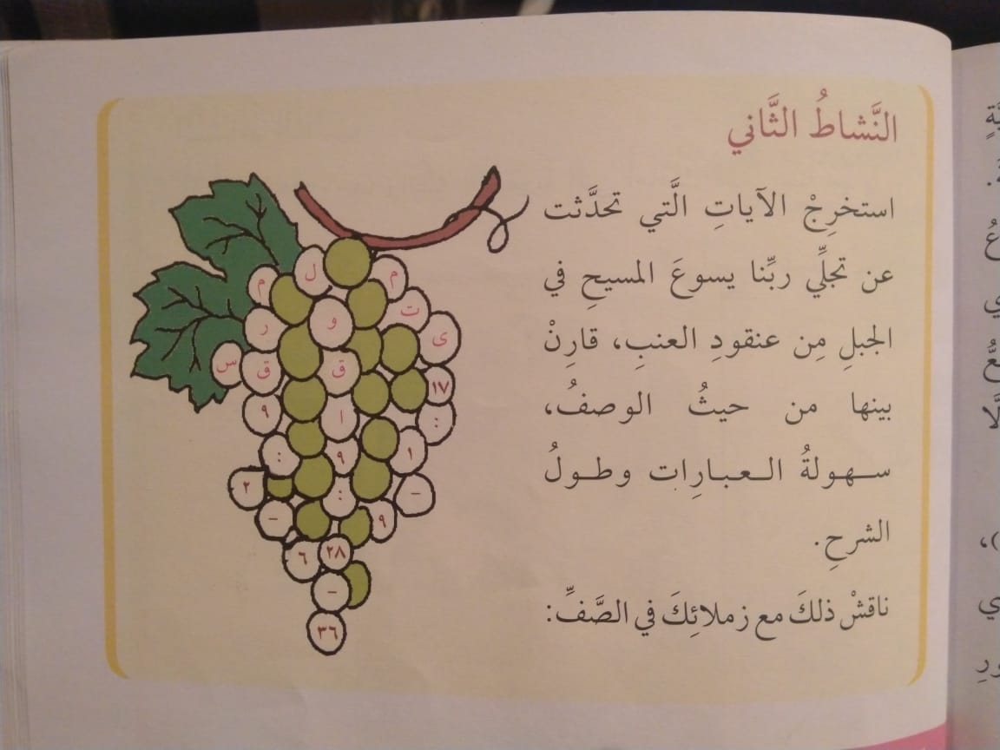 النَّشاطُ الثَّاني
استخرِجْ الآياتِ الَّتي تحدَّثت
عن تجلِّي ربِّنا يسوعَ المسيحِ في
الجبلِ مِن عنقودِ العنبِ، قارِنْ
بينها من حيثُ الوصفُ،
سهولةُ العبارِات وطولُ
الشرحِ.
ناقشْ ذلكَ مع زملائِكَ في الصَّفِّ:
م
ت
ى
١٧
:
١
-
٩
ل
و
ق
ا
٩
:
٢٨
-
٣٦
م
ر
ق
س
٩
:
٢
-
٦